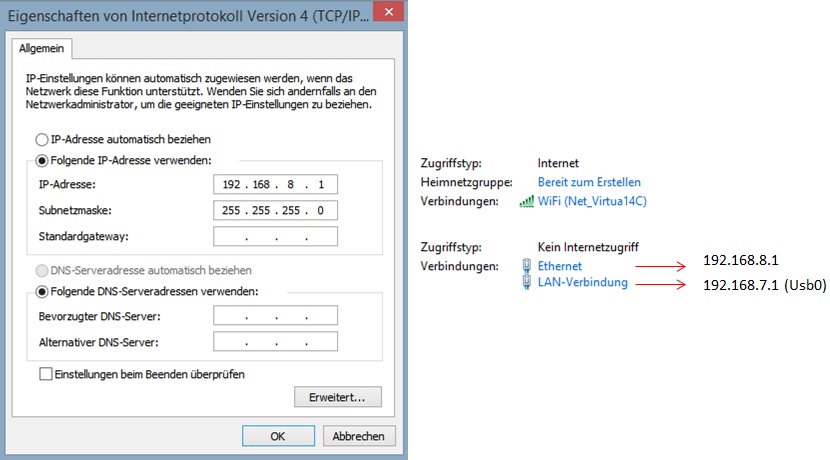 Eigenschaften von Internetprotokoll Version 4 (TCP/IP...
Allgemein
IP-Einstellungen können automatisch zugewiesen werden, wenn das
Netzwerk diese Funktion unterstützt. Wenden Sie sich andernfalls an den
Netzwerkadministrator, um die geeigneten IP-Einstellungen zu beziehen.
IP-Adresse automatisch beziehen
Folgende IP-Adresse verwenden:
IP-Adresse: 192 . 168 . 8 . 1
Subnetzmaske: 255 . 255 . 255 . 0
Standardgateway: . . .
DNS-Serveradresse automatisch beziehen
Folgende DNS-Serveradressen verwenden:
Bevorzugter DNS-Server: . . .
Alternativer DNS-Server: . . .
Einstellungen beim Beenden überprüfen
Erweitert...
OK Abbrechen
Zugriffstyp: Internet
Heimnetzgruppe: Bereit zum Erstellen
Verbindungen: WiFi (Net_Virtua14C)
Zugriffstyp: Kein Internetzugriff
Verbindungen: Ethernet 192.168.8.1
LAN-Verbindung 192.168.7.1 (Usb0)